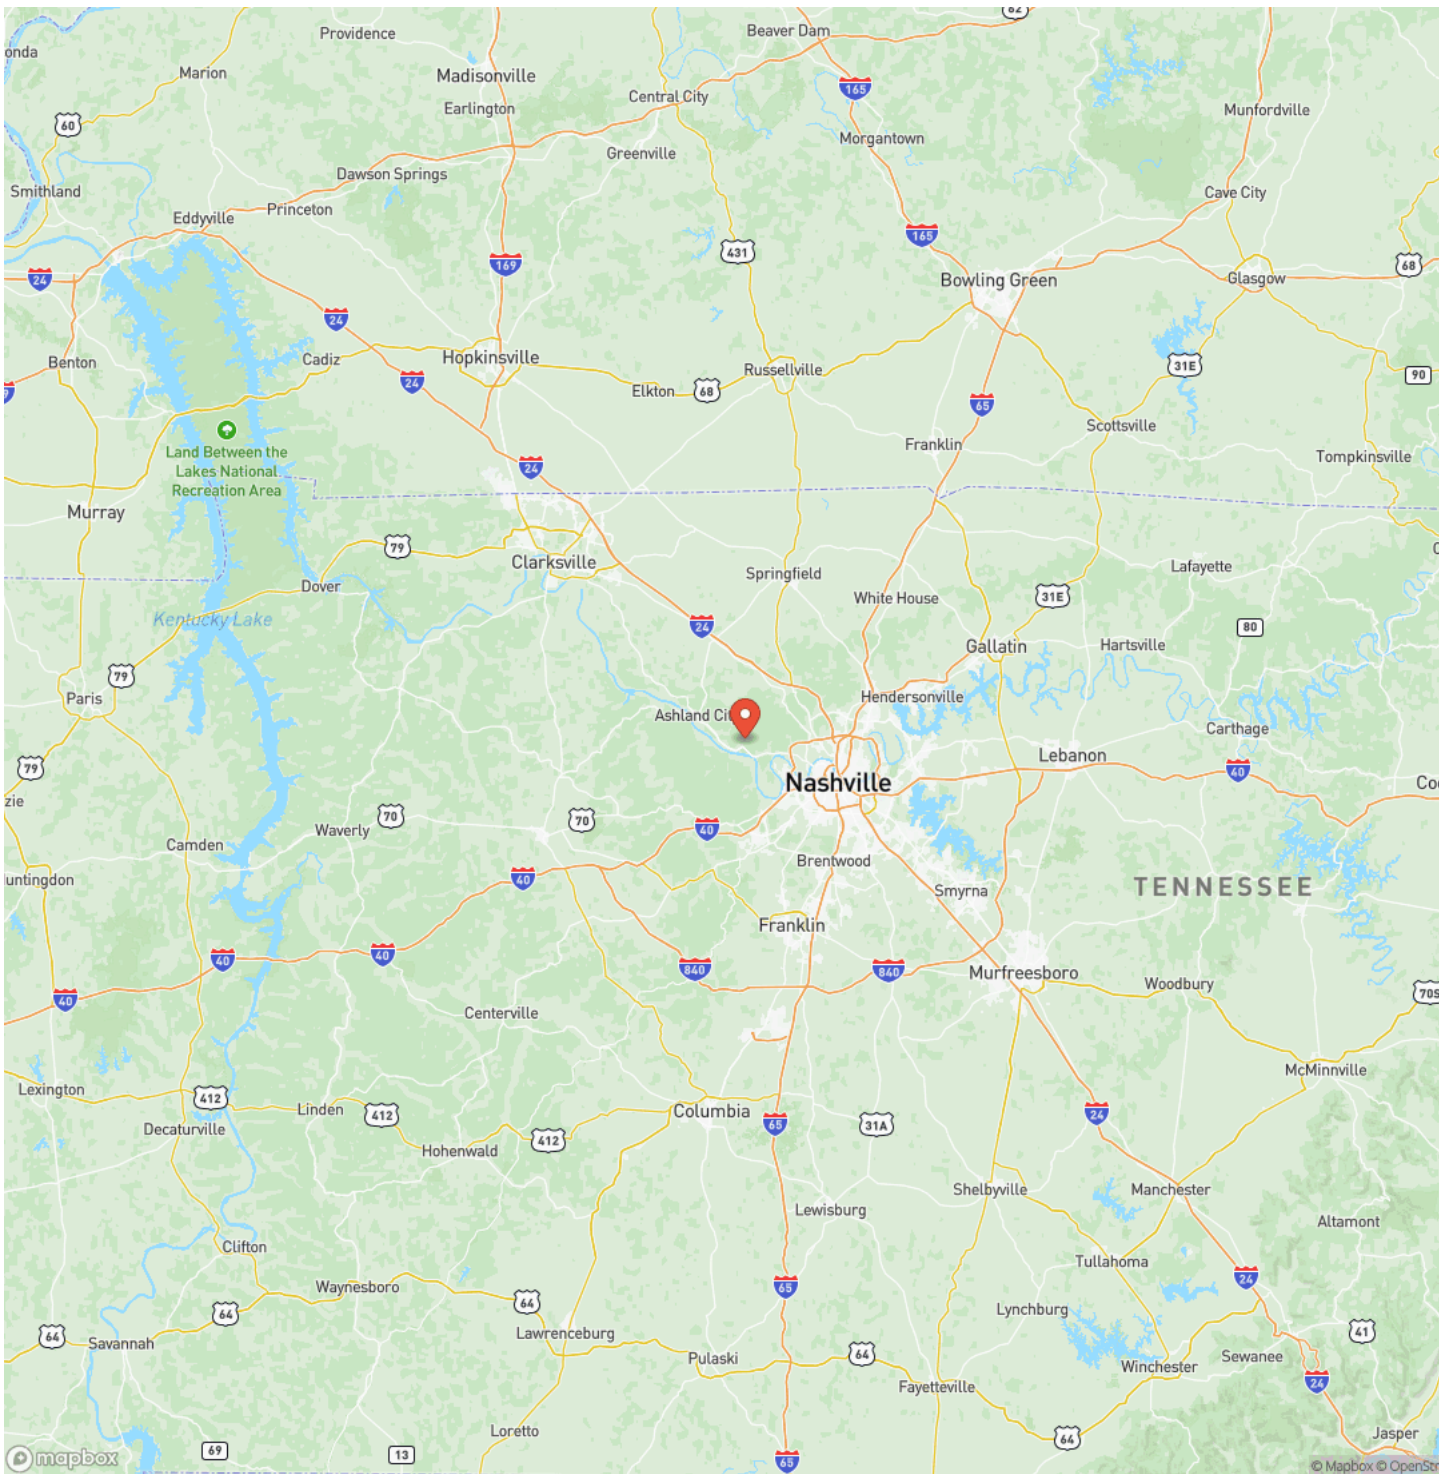 62
Beaver Dam
Providence
onda
Marion
Madisonville
165
Central City
Earlington
Munfordville
60
Morgantown
Greenville
Dawson Springs
Smithland
Cave City
Princeton
Eddyville
165
431
169
68
24
Glasgow
Bowling Green
24
Hopkinsville
Cadiz
Benton
31E
Russellville
90
24
Elkton
68
65
Scottsville
Franklin
Land Between the
Lakes National
Recreation Area
Tompkinsville
24
Murray
79
Clarksville
Lafayette
Springfield
Dover
31E
White House
Kentucky Lake
24
80
Gallatin
Hartsville
79
Paris
Hendersonville
Ashland Ci
Carthage
Lebanon
79
40
Nashville
Coo
zie
70
70
40
Waverly
Camden
Brentwood
untingdon
40
TENNESSEE
Smyrna
Franklin
40
40
840
840
Murfreesboro
Woodbury
70S
40
Centerville
McMinnville
Lexington
412
Linden
412
Columbia
24
65
31A
Decaturville
412
Hohenwald
Shelbyville
Manchester
Lewisburg
Altamont
Clifton
Tullahoma
24
Waynesboro
65
64
Lynchburg
64
Lawrenceburg
41
64
Savannah
64
Pulaski
Sewanee
Winchester
24
Fayetteville
Loretto
Jasper
64
69
13
mapbox
65
© Mapbox © OpenStr